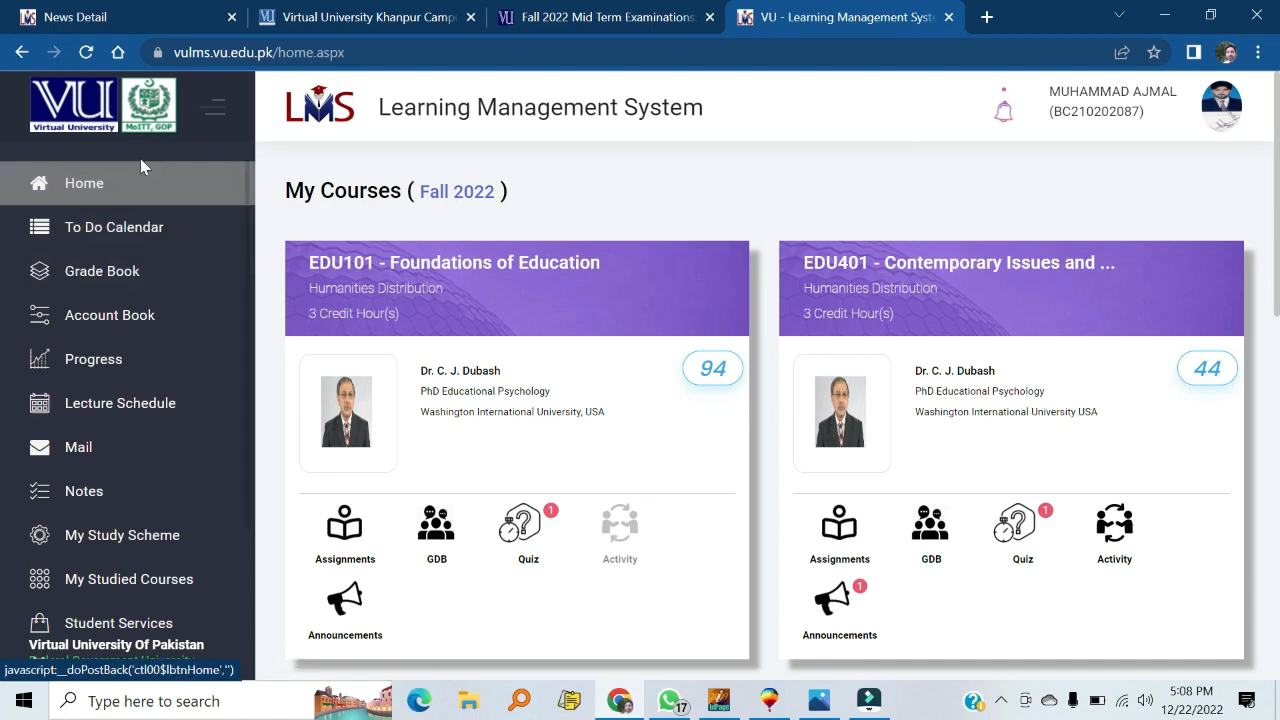 VU - Learning Management Syst
Virtual University Khanpur Camp
Fall 2022 Mid Term Examinations
vulms.vu.edu.pk/home.aspx
VU
Virtual University
MoITT, GOP
LMS
Learning Management System
MUHAMMAD AJMAL
(BC210202087)
Home
To Do Calendar
Grade Book
Account Book
Progress
Lecture Schedule
Mail
Notes
My Study Scheme
My Studied Courses
Student Services
Virtual University Of Pakistan
javascript:__doPostBack('ctl00$lbtnHome','')
My Courses ( Fall 2022 )
EDU101 - Foundations of Education
Humanities Distribution
3 Credit Hour(s)
Dr. C. J. Dubash
PhD Educational Psychology
Washington International University, USA
94
Assignments
GDB
Quiz
1
Activity
Announcements
EDU401 - Contemporary Issues and ...
Humanities Distribution
3 Credit Hour(s)
Dr. C. J. Dubash
PhD Educational Psychology
Washington International University USA
44
Assignments
GDB
Quiz
1
Activity
Announcements
1
Type here to search
17
5:08 PM
12/22/2022